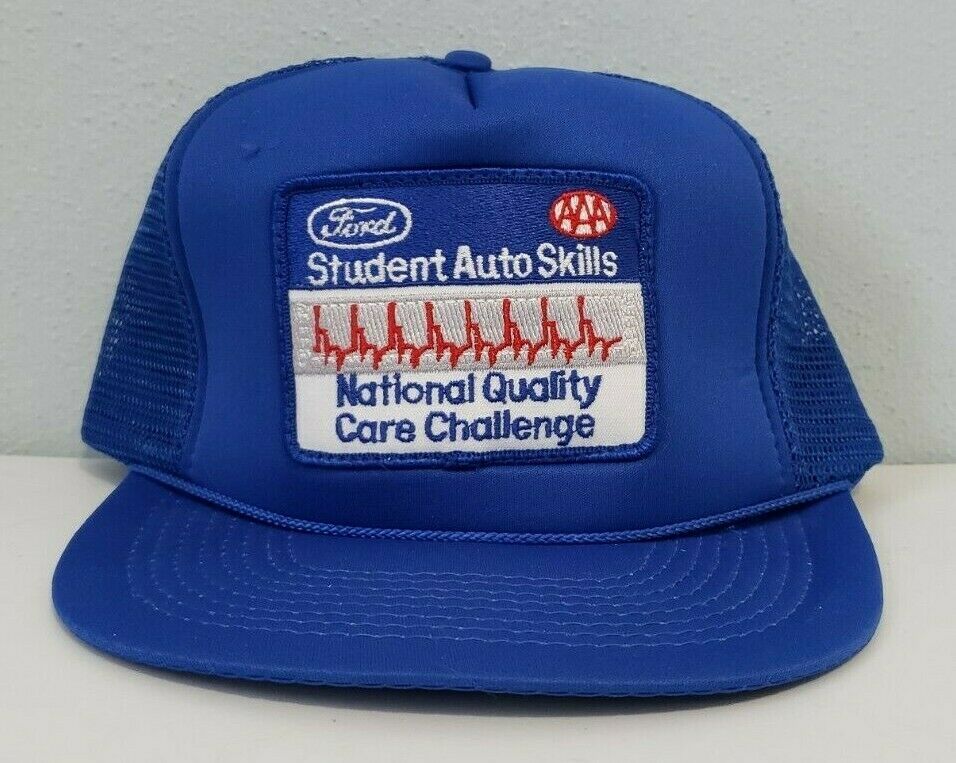 Ford AAA
Student Auto Skills
National Quality
Care Challenge